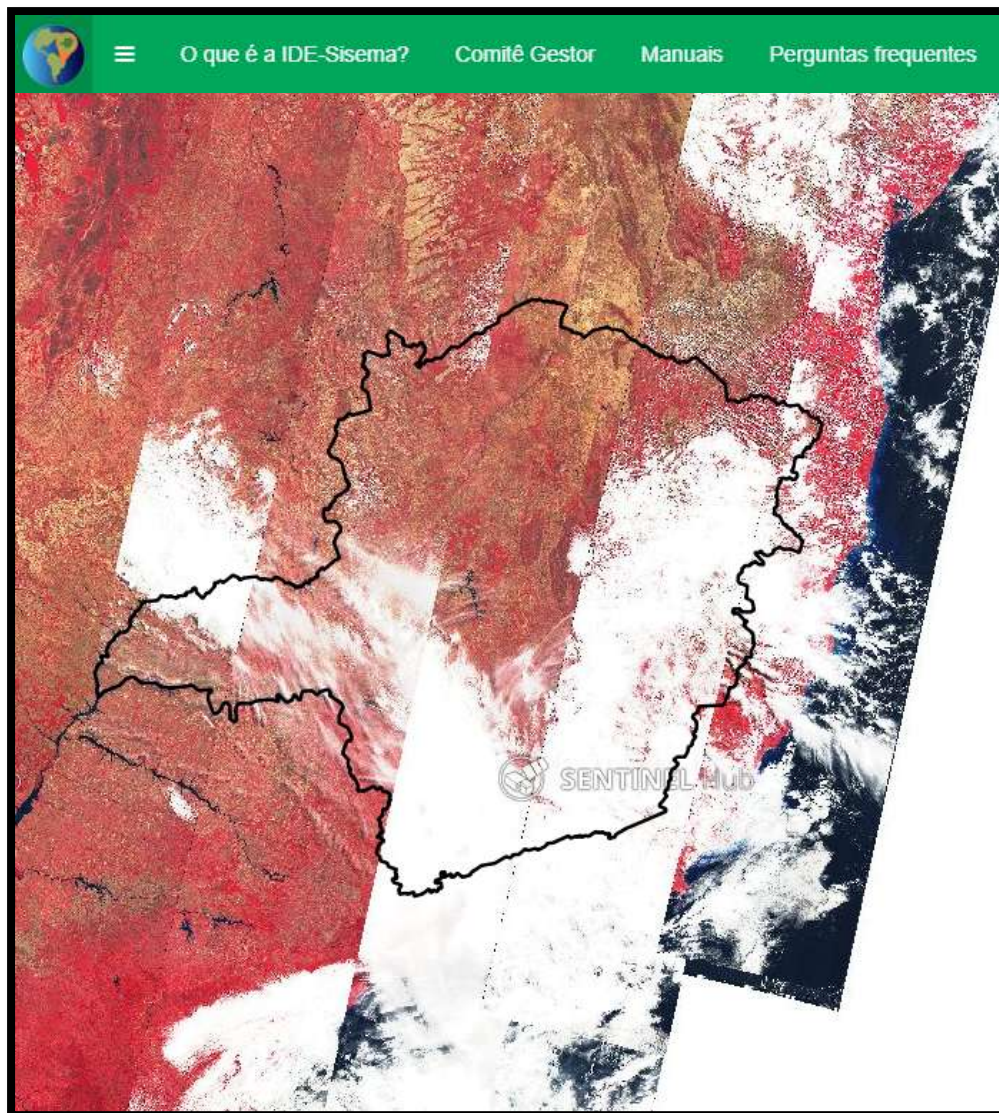 O que é a IDE-Sisema? Comitê Gestor Manuais Perguntas frequentes
SENTINEL Hub